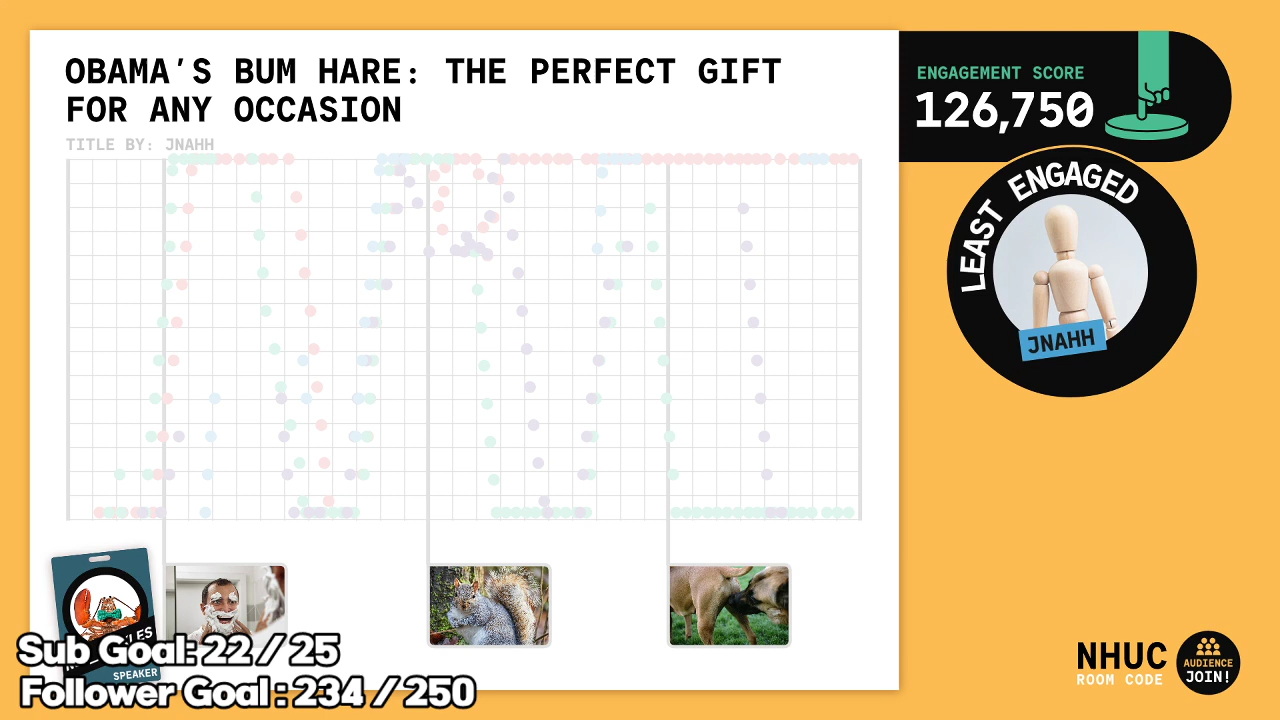 OBAMA’S BUM HARE: THE PERFECT GIFT
FOR ANY OCCASION
TITLE BY: JNAHH
ENGAGEMENT SCORE
126,750
LEAST ENGAGED
JNAHH
SPEAKER
Sub Goal: 22 / 25
Follower Goal : 234 / 250
NHUC
ROOM CODE
AUDIENCE
JOIN!